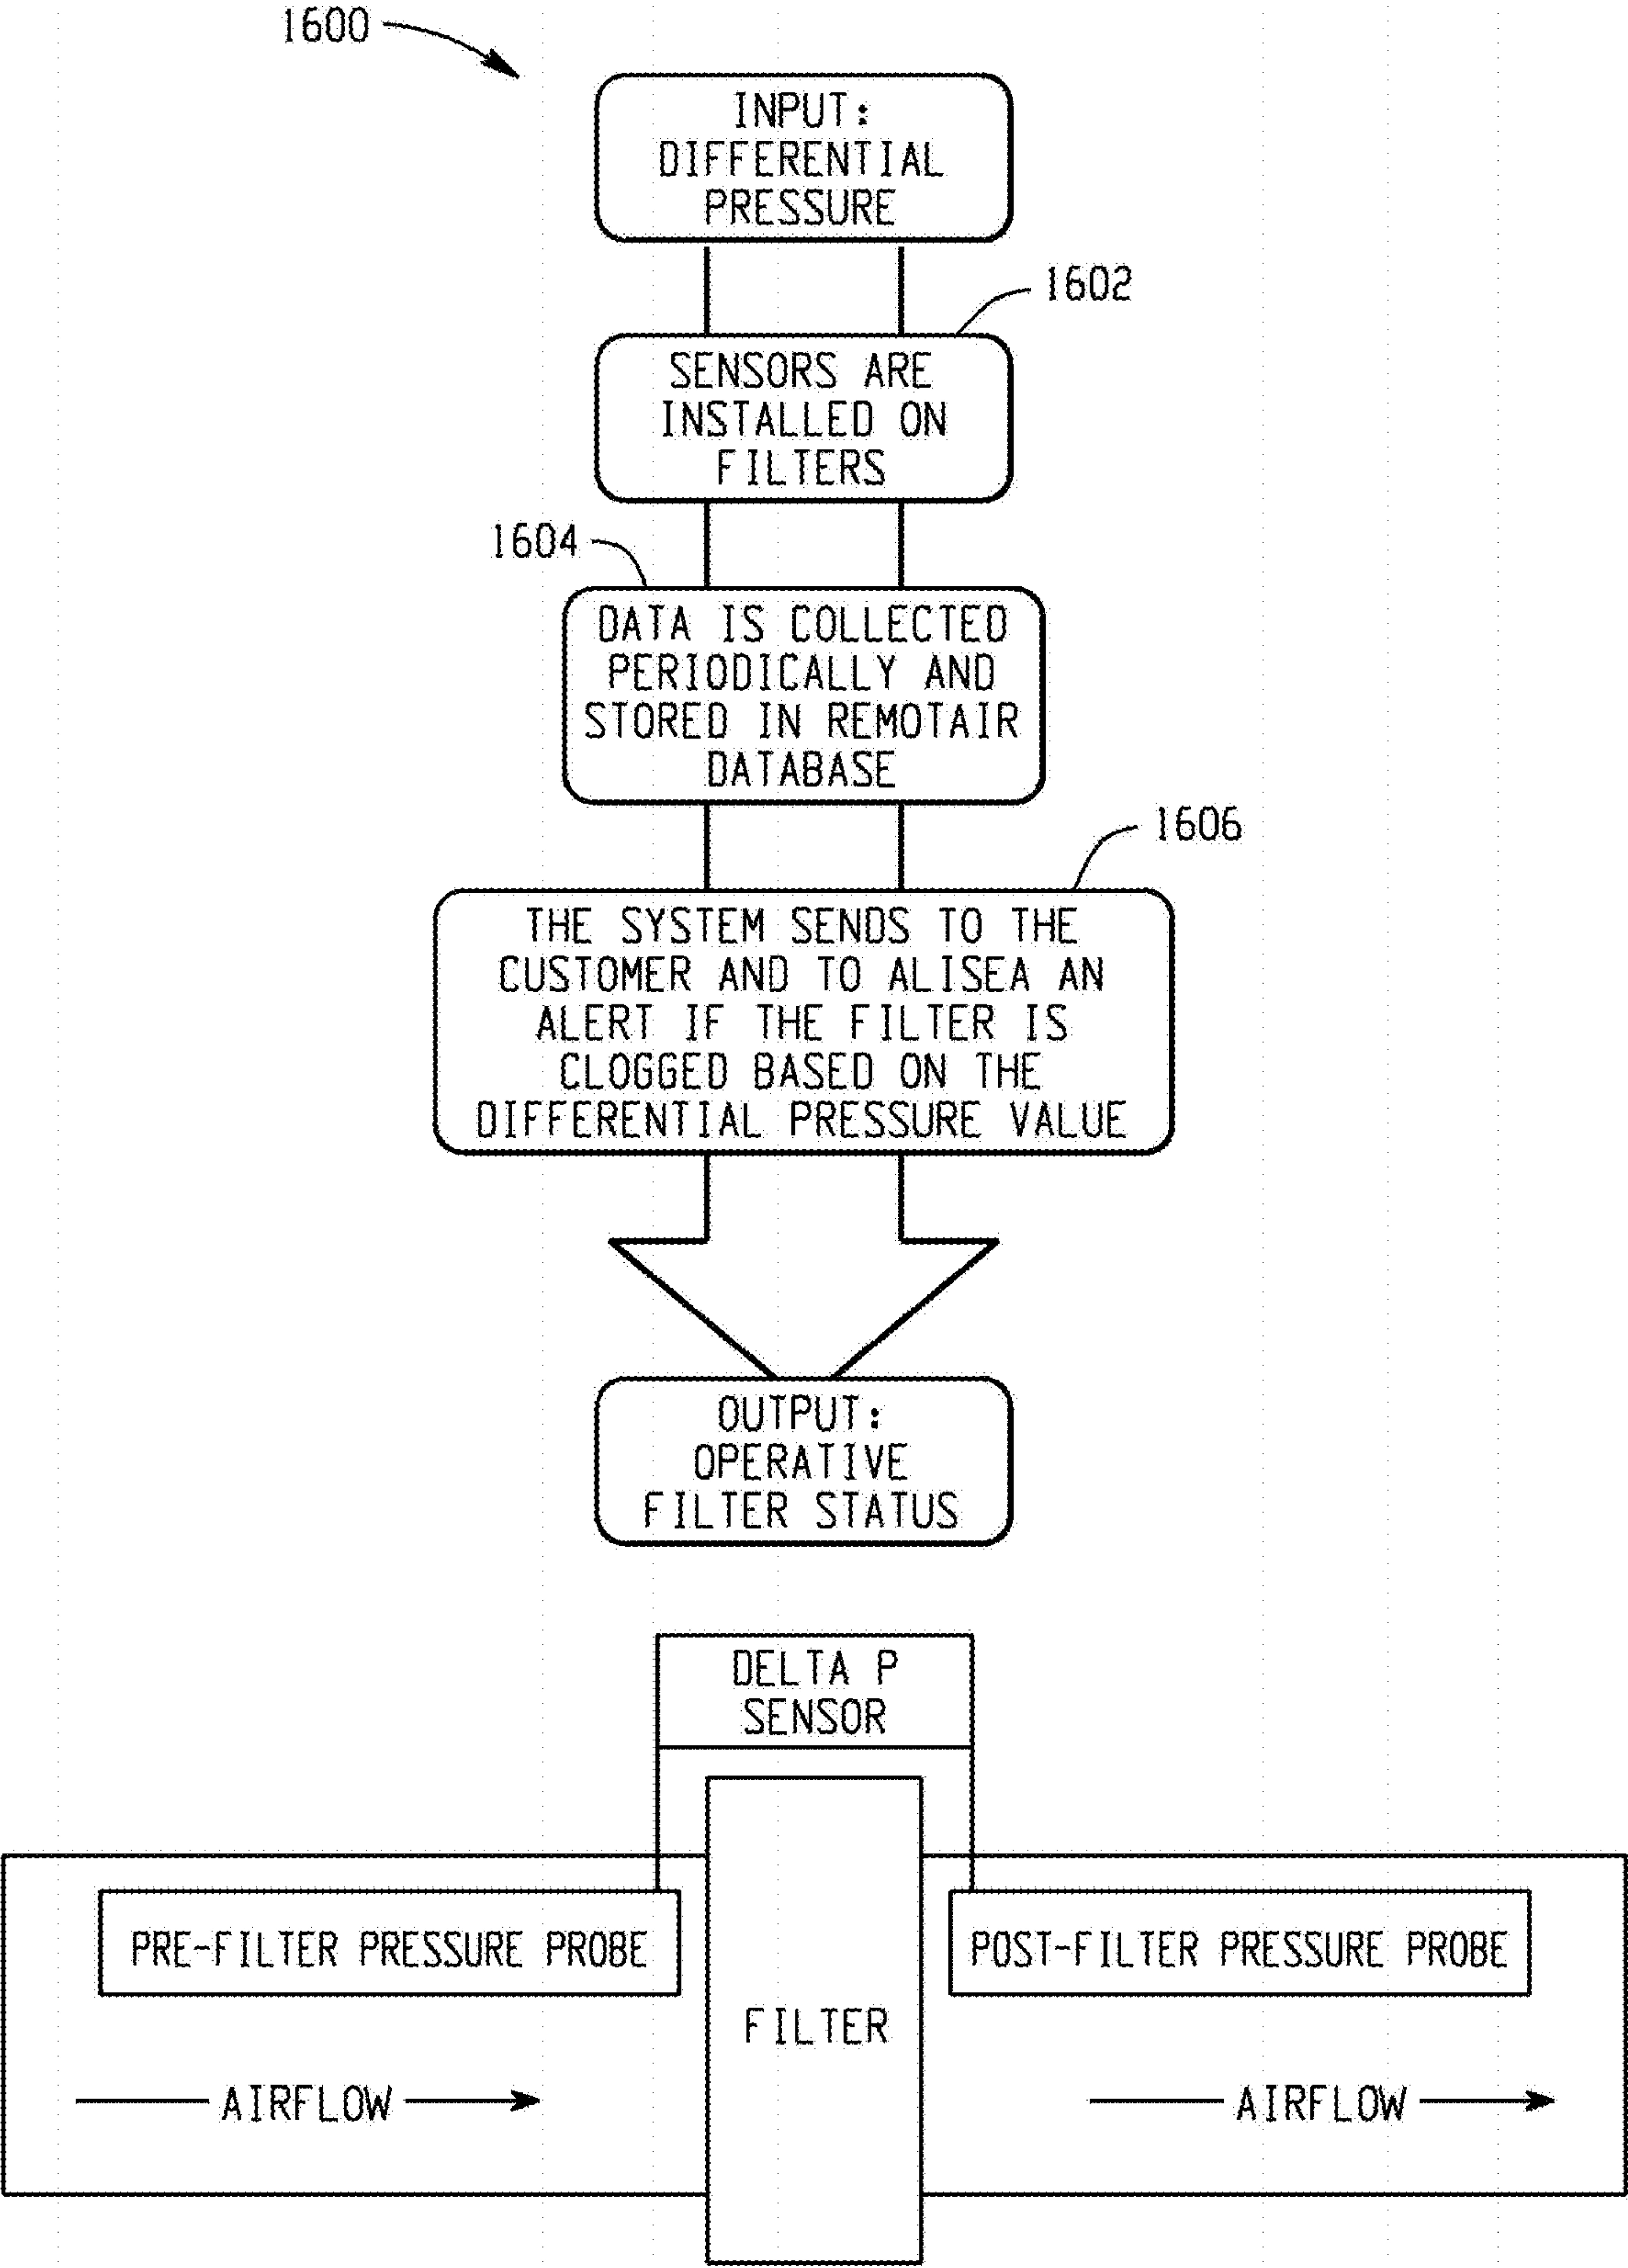 1600
INPUT:
DIFFERENTIAL
PRESSURE
1602
SENSORS ARE
INSTALLED ON
FILTERS
1604
DATA IS COLLECTED
PERIODICALLY AND
STORED IN REMOTAIR
DATABASE
1606
THE SYSTEM SENDS TO THE
CUSTOMER AND TO ALISEA AN
ALERT IF THE FILTER IS
CLOGGED BASED ON THE
DIFFERENTIAL PRESSURE VALUE
OUTPUT:
OPERATIVE
FILTER STATUS
DELTA P
SENSOR
PRE-FILTER PRESSURE PROBE
POST-FILTER PRESSURE PROBE
FILTER
AIRFLOW
AIRFLOW